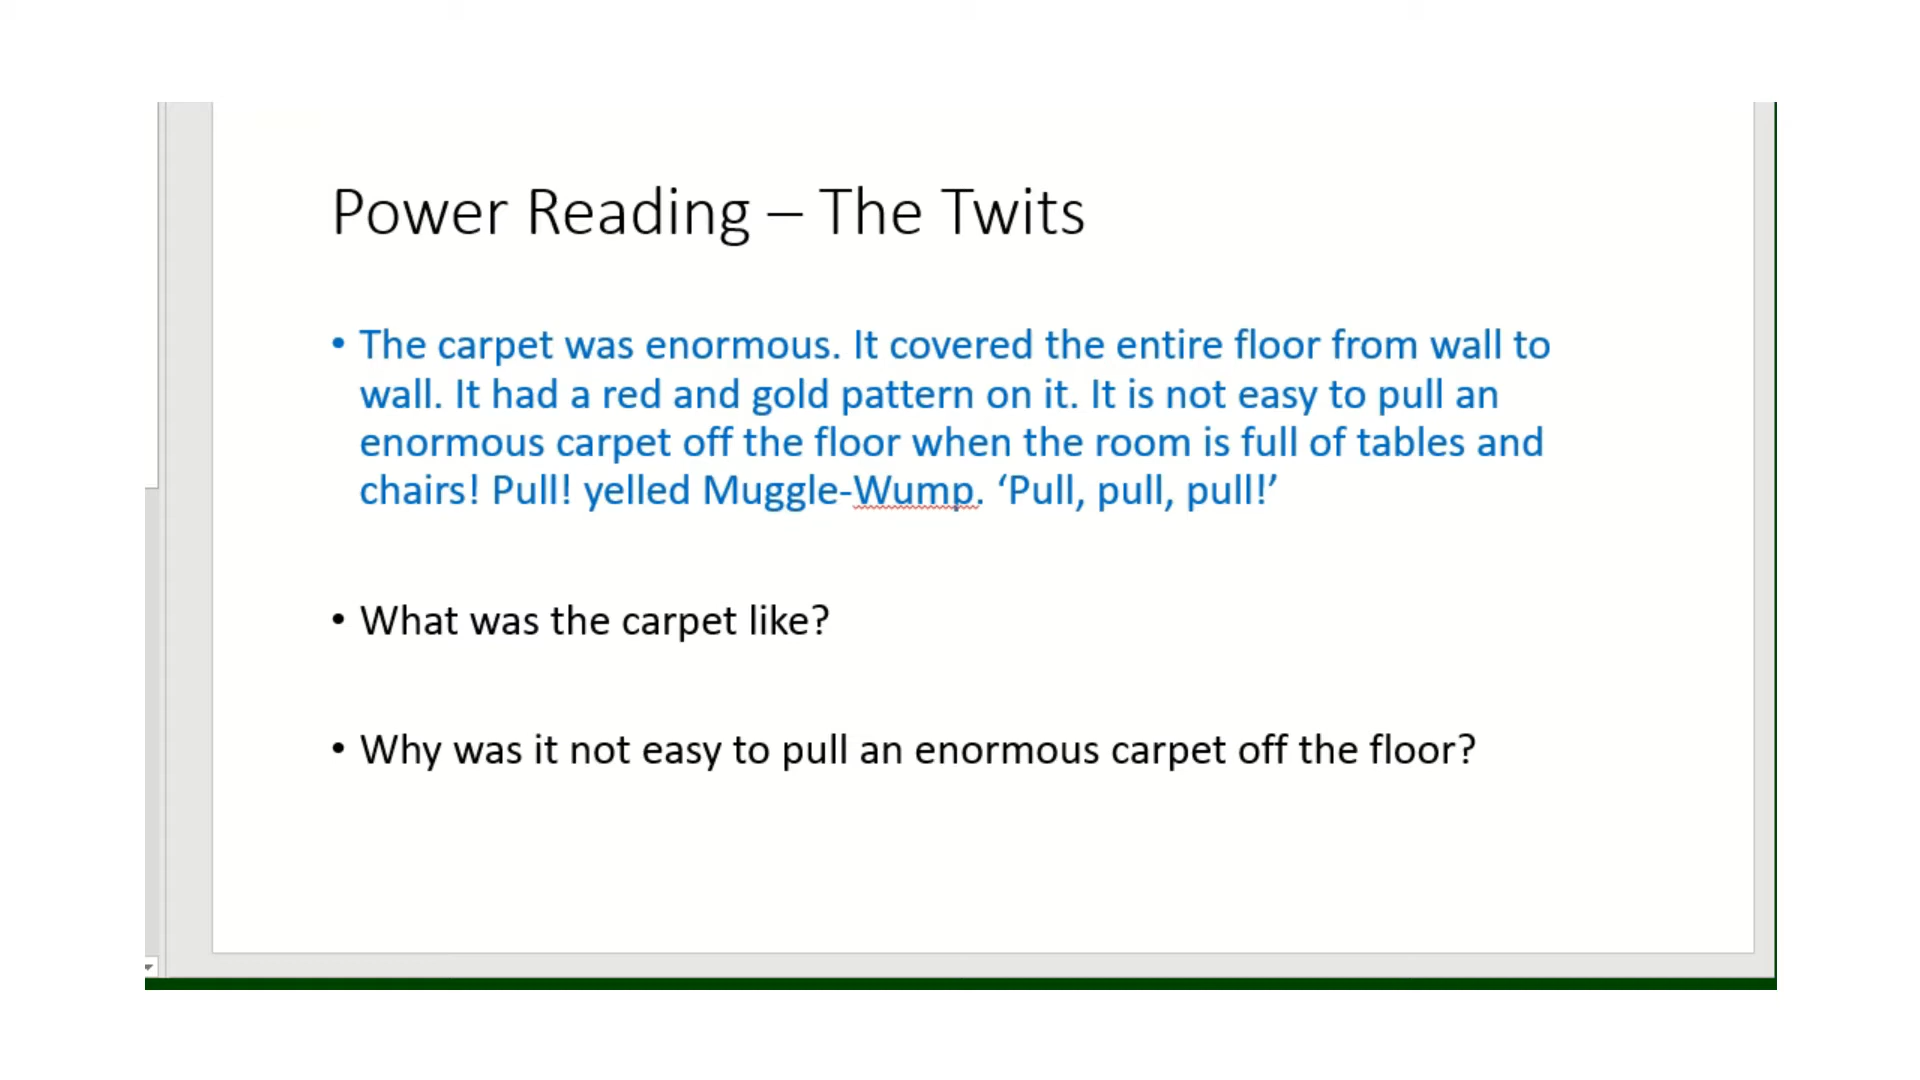 Power Reading – The Twits
• The carpet was enormous. It covered the entire floor from wall to
wall. It had a red and gold pattern on it. It is not easy to pull an
enormous carpet off the floor when the room is full of tables and
chairs! Pull! yelled Muggle-Wump. ‘Pull, pull, pull!’
• What was the carpet like?
• Why was it not easy to pull an enormous carpet off the floor?